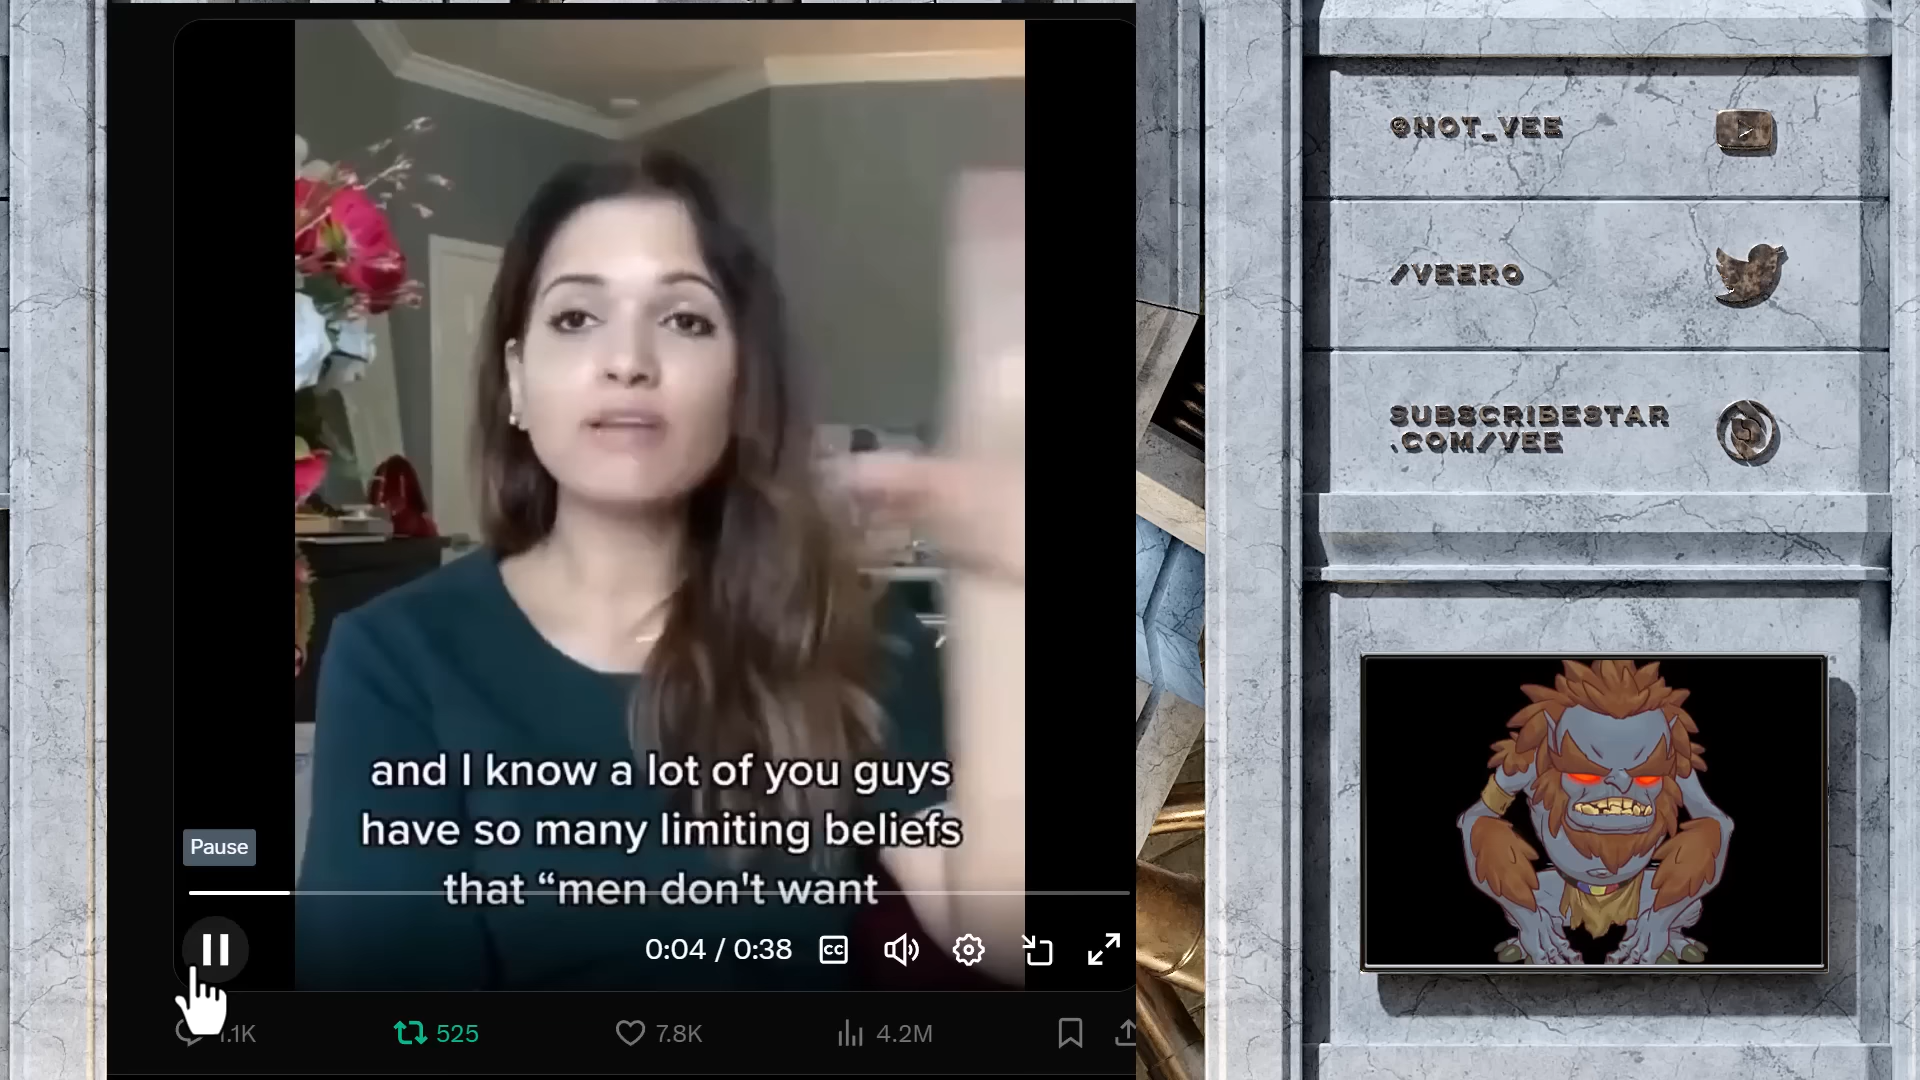 and I know a lot of you guys
have so many limiting beliefs
that “men don't want
Pause
0:04 / 0:38
CC
525
7.8K
4.2M
@NOT_VEE
/VEERO
SUBSCRIBESTAR
.COM/VEE